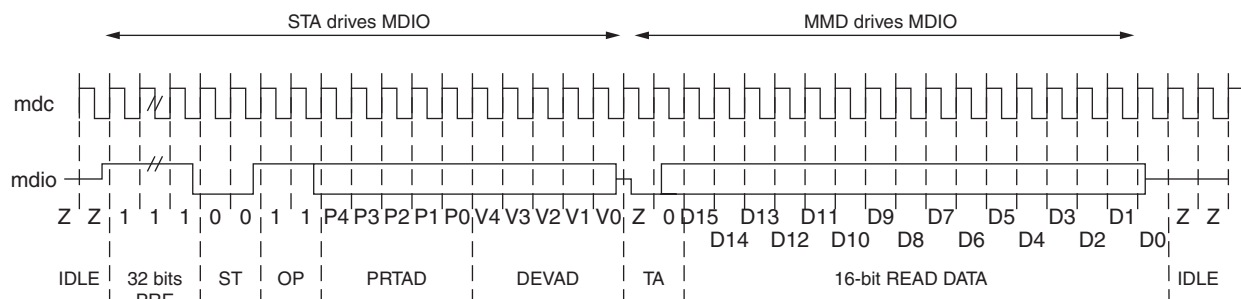 STA drives MDIO MMD drives MDIO
mdc
mdio
Z Z 1 1 1 0 0 1 1 P4 P3 P2 P1 P0 V4 V3 V2 V1 V0 Z 0 D15 D13 D11 D9 D7 D5 D3 D1 Z Z
D14 D12 D10 D8 D6 D4 D2 D0
IDLE 32 bits ST OP PRTAD DEVAD TA 16-bit READ DATA IDLE
PRE